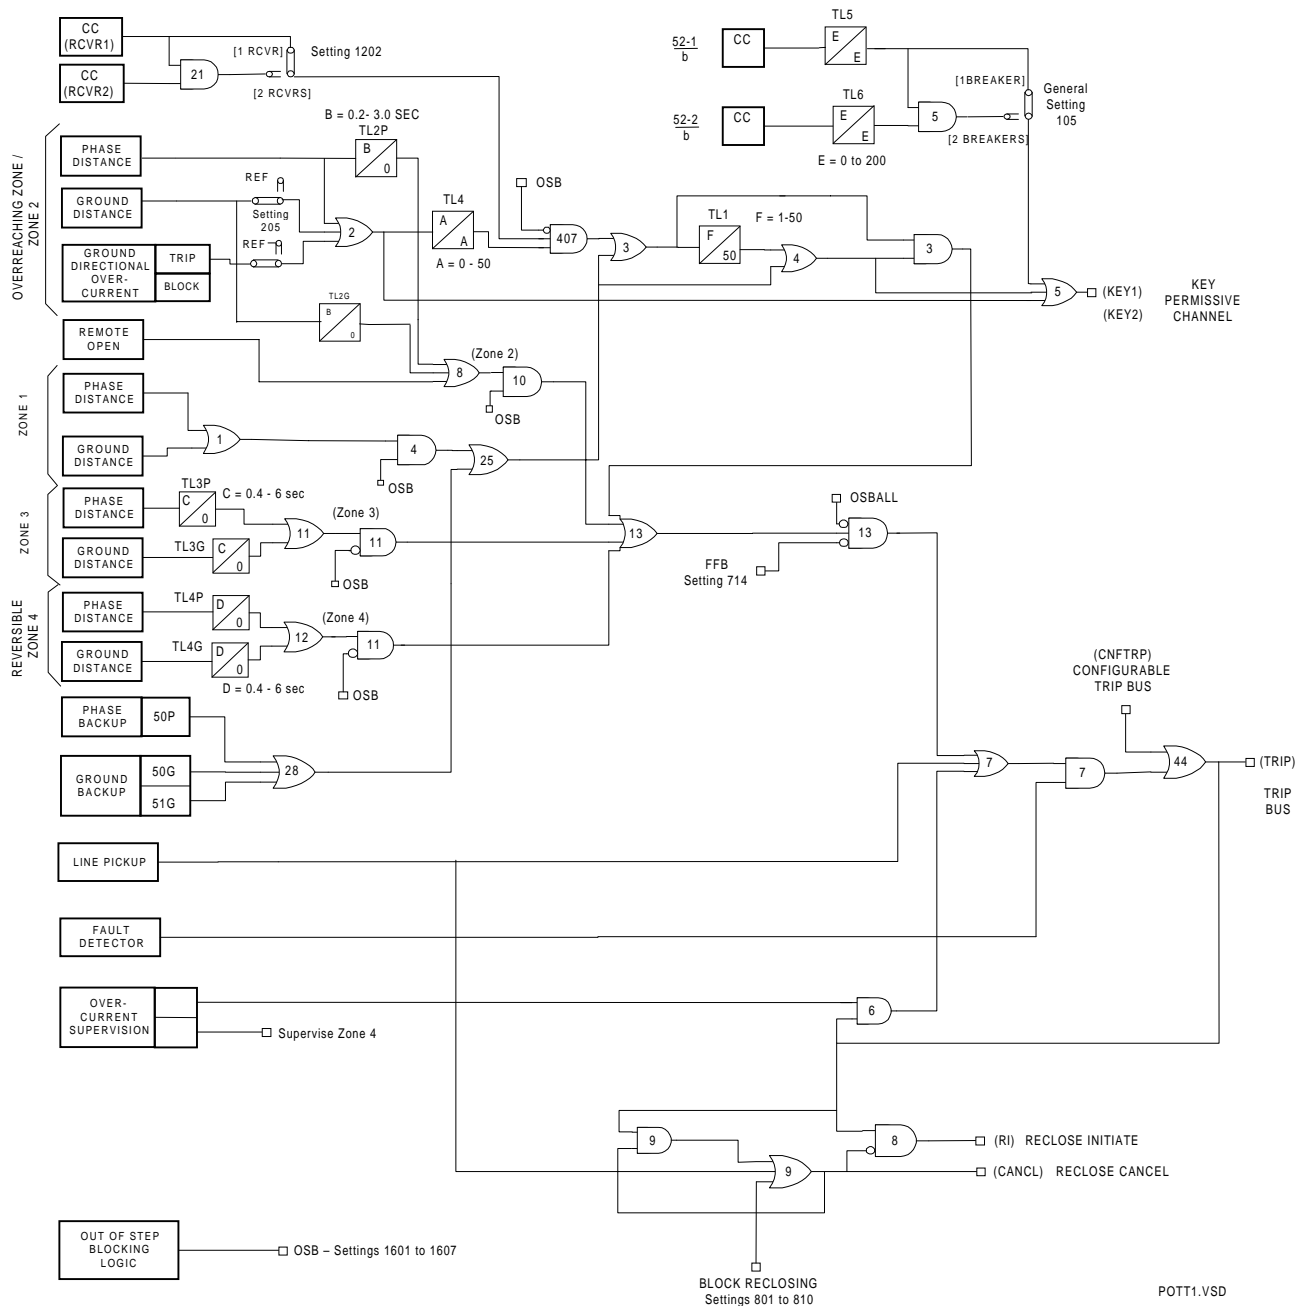 CC
(RCVR1)
CC
(RCVR2)
21
[1 RCVR]
Setting 1202
[2 RCVRS]
TL5
52-1
b
CC
E
E
[1BREAKER]
General
Setting
105
TL6
52-2
b
CC
E
E
5
[2 BREAKERS]
E = 0 to 200
B = 0.2- 3.0 SEC
TL2P
B
0
OVERREACHING ZONE /
ZONE 2
PHASE
DISTANCE
GROUND
DISTANCE
REF
Setting
205
REF
GROUND
DIRECTIONAL
OVER-
CURRENT
TRIP
BLOCK
2
TL4
A
A
A = 0 - 50
OSB
407
3
TL1
F = 1-50
F
50
4
3
5
(KEY1)
(KEY2)
KEY
PERMISSIVE
CHANNEL
TL2G
B
0
REMOTE
OPEN
8
(Zone 2)
10
OSB
ZONE 1
PHASE
DISTANCE
GROUND
DISTANCE
1
4
OSB
25
ZONE 3
PHASE
DISTANCE
TL3P
C
0
C = 0.4 - 6 sec
GROUND
DISTANCE
TL3G
C
0
11
(Zone 3)
11
OSB
13
OSBALL
13
FFB
Setting 714
REVERSIBLE
ZONE 4
PHASE
DISTANCE
TL4P
D
0
GROUND
DISTANCE
TL4G
D
0
D = 0.4 - 6 sec
12
(Zone 4)
11
OSB
PHASE
BACKUP
50P
GROUND
BACKUP
50G
51G
28
(CNFTRP)
CONFIGURABLE
TRIP BUS
7
7
44
(TRIP)
TRIP
BUS
LINE PICKUP
FAULT
DETECTOR
OVER-
CURRENT
SUPERVISION
Supervise Zone 4
6
9
9
8
(RI) RECLOSE INITIATE
(CANCL) RECLOSE CANCEL
OUT OF STEP
BLOCKING
LOGIC
OSB – Settings 1601 to 1607
BLOCK RECLOSING
Settings 801 to 810
POTT1.VSD